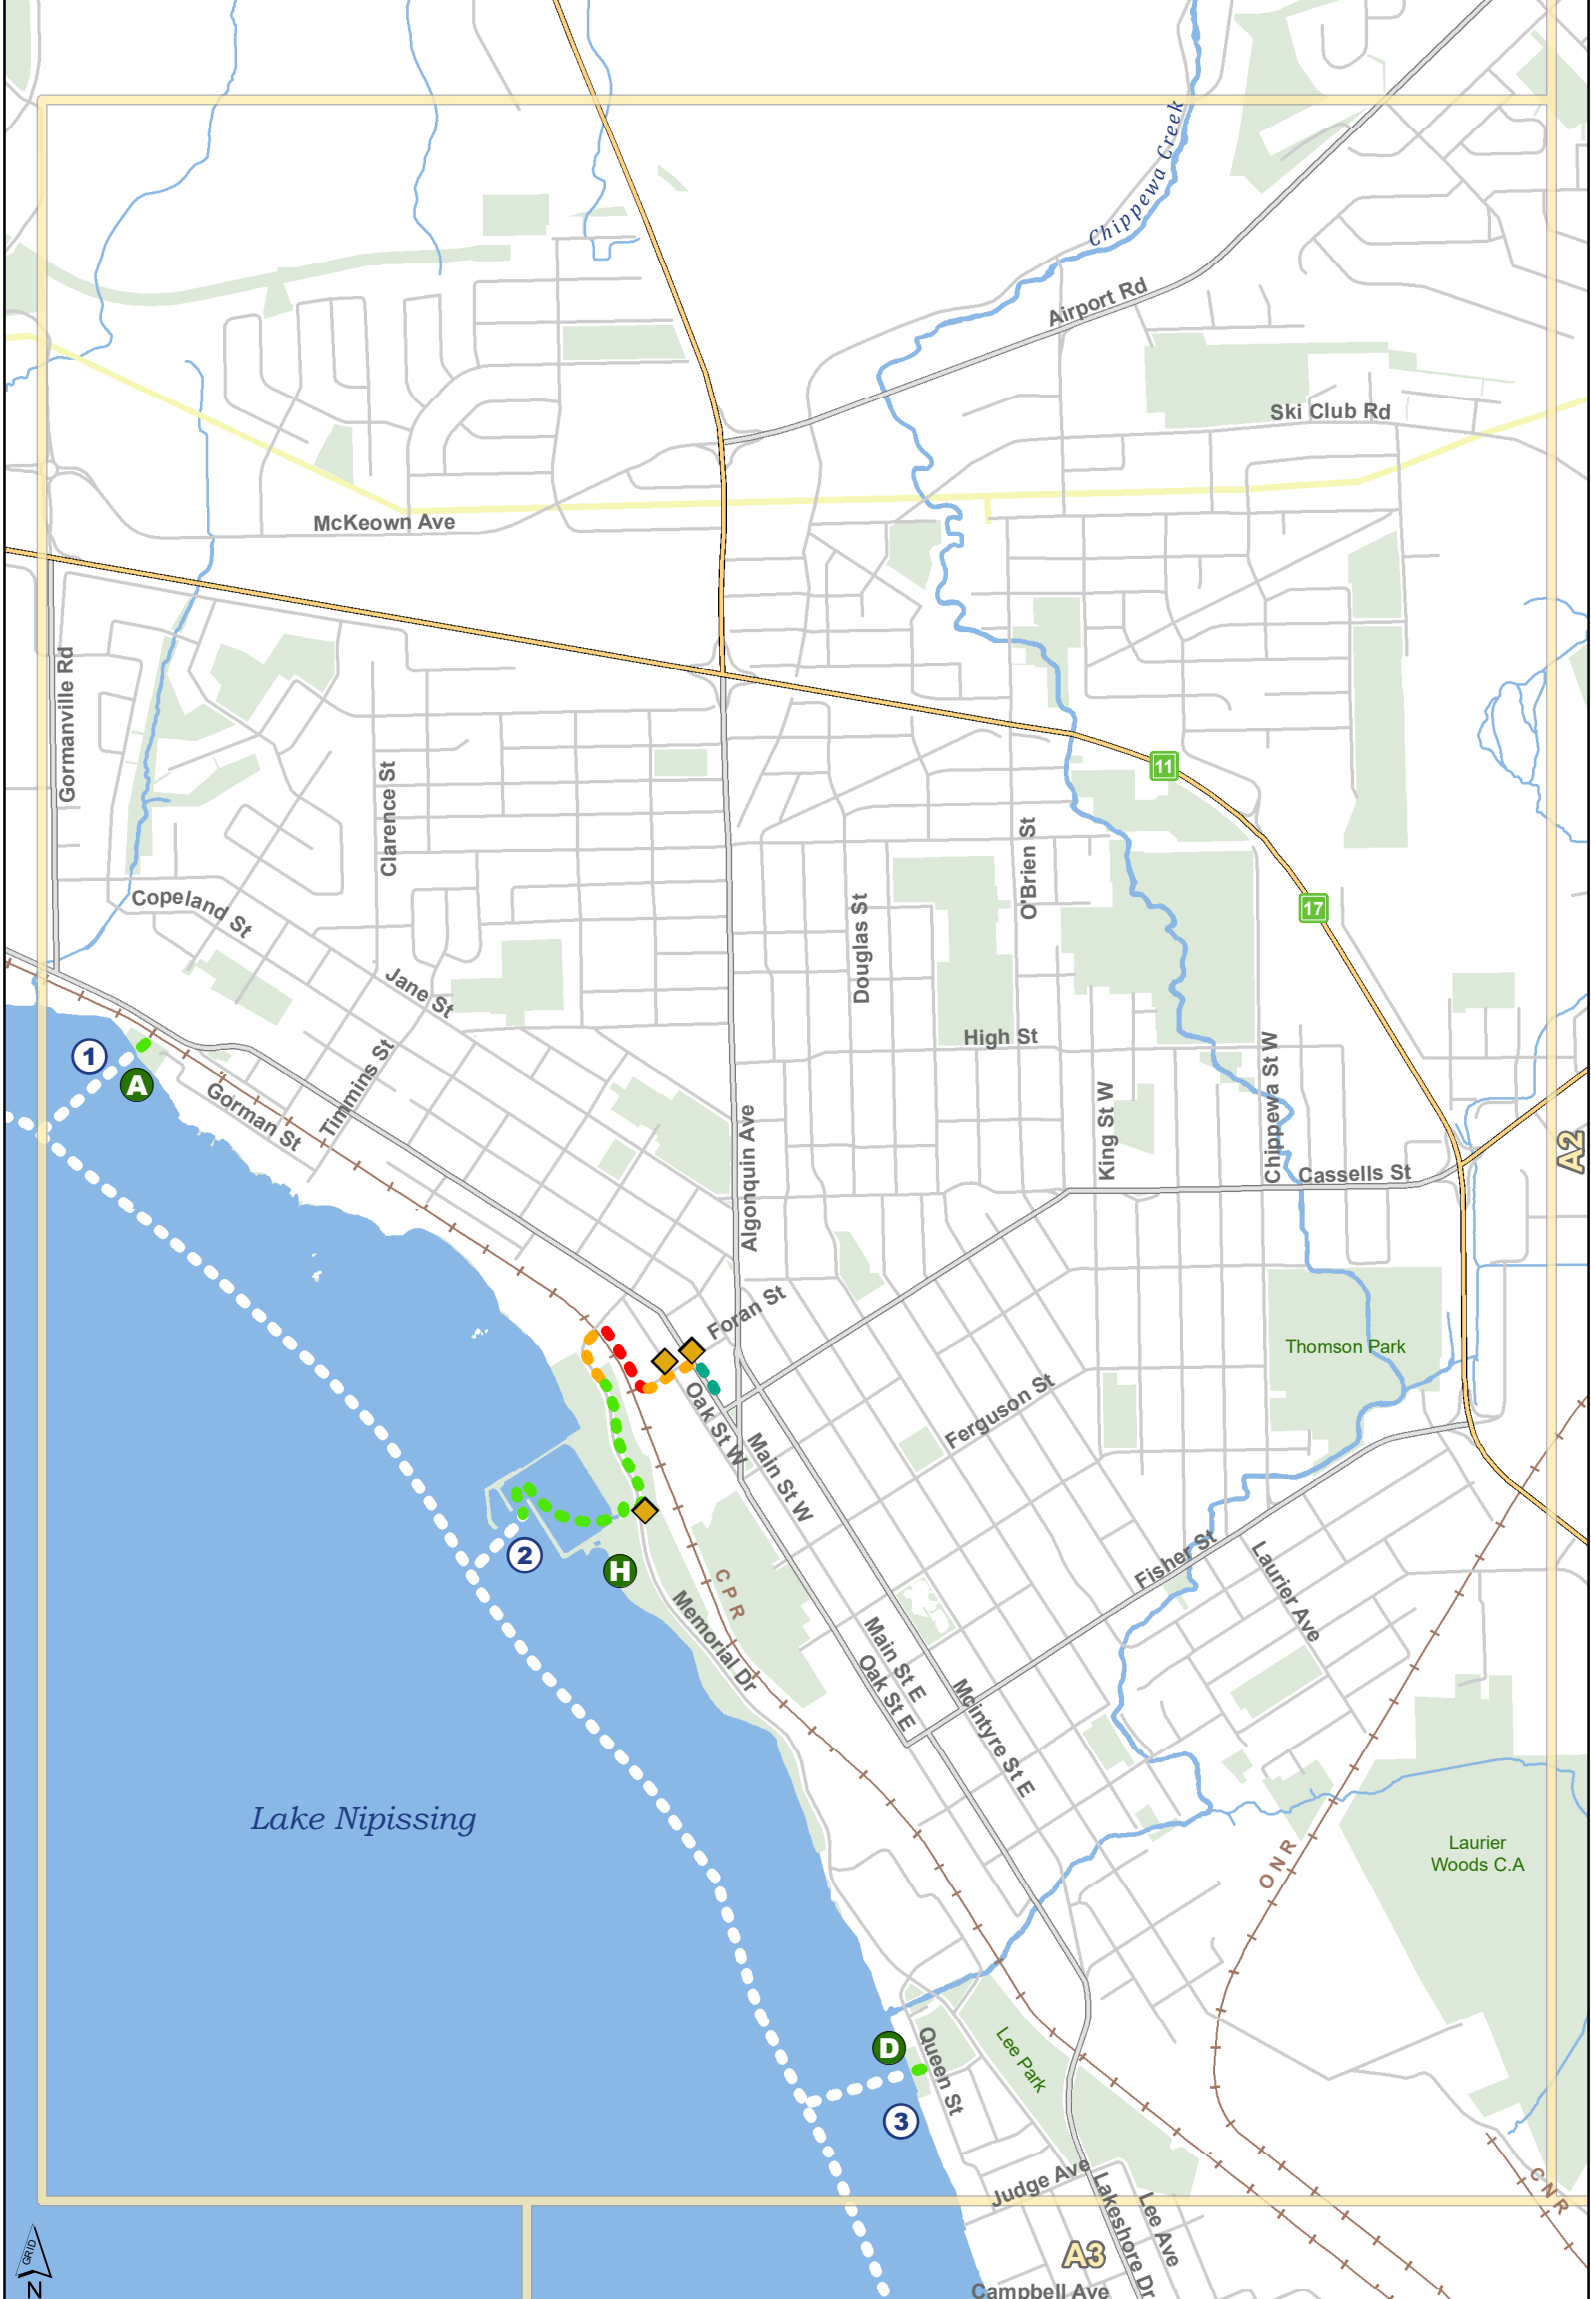 Chippewa Creek
Airport Rd
Ski Club Rd
McKeown Ave
Gormanville Rd
11
Clarence St
O'Brien St
17
Copeland St
Douglas St
Jane St
High St
1
A
Timmins St
Gorman St
Chippewa St W
King St W
Algonquin Ave
A2
Cassells St
Foran St
Thomson Park
Oak St W
Ferguson St
Main St W
2
H
Fisher St
Laurier Ave
CPR
Memorial Dr
Main St E
Oak St E
McIntyre St E
Lake Nipissing
Laurier
Woods C.A
ONR
D
Queen St
Lee Park
3
Judge Ave
CNR
Lakeshore Dr
Lee Ave
GRID
N
A3
Campbell Ave